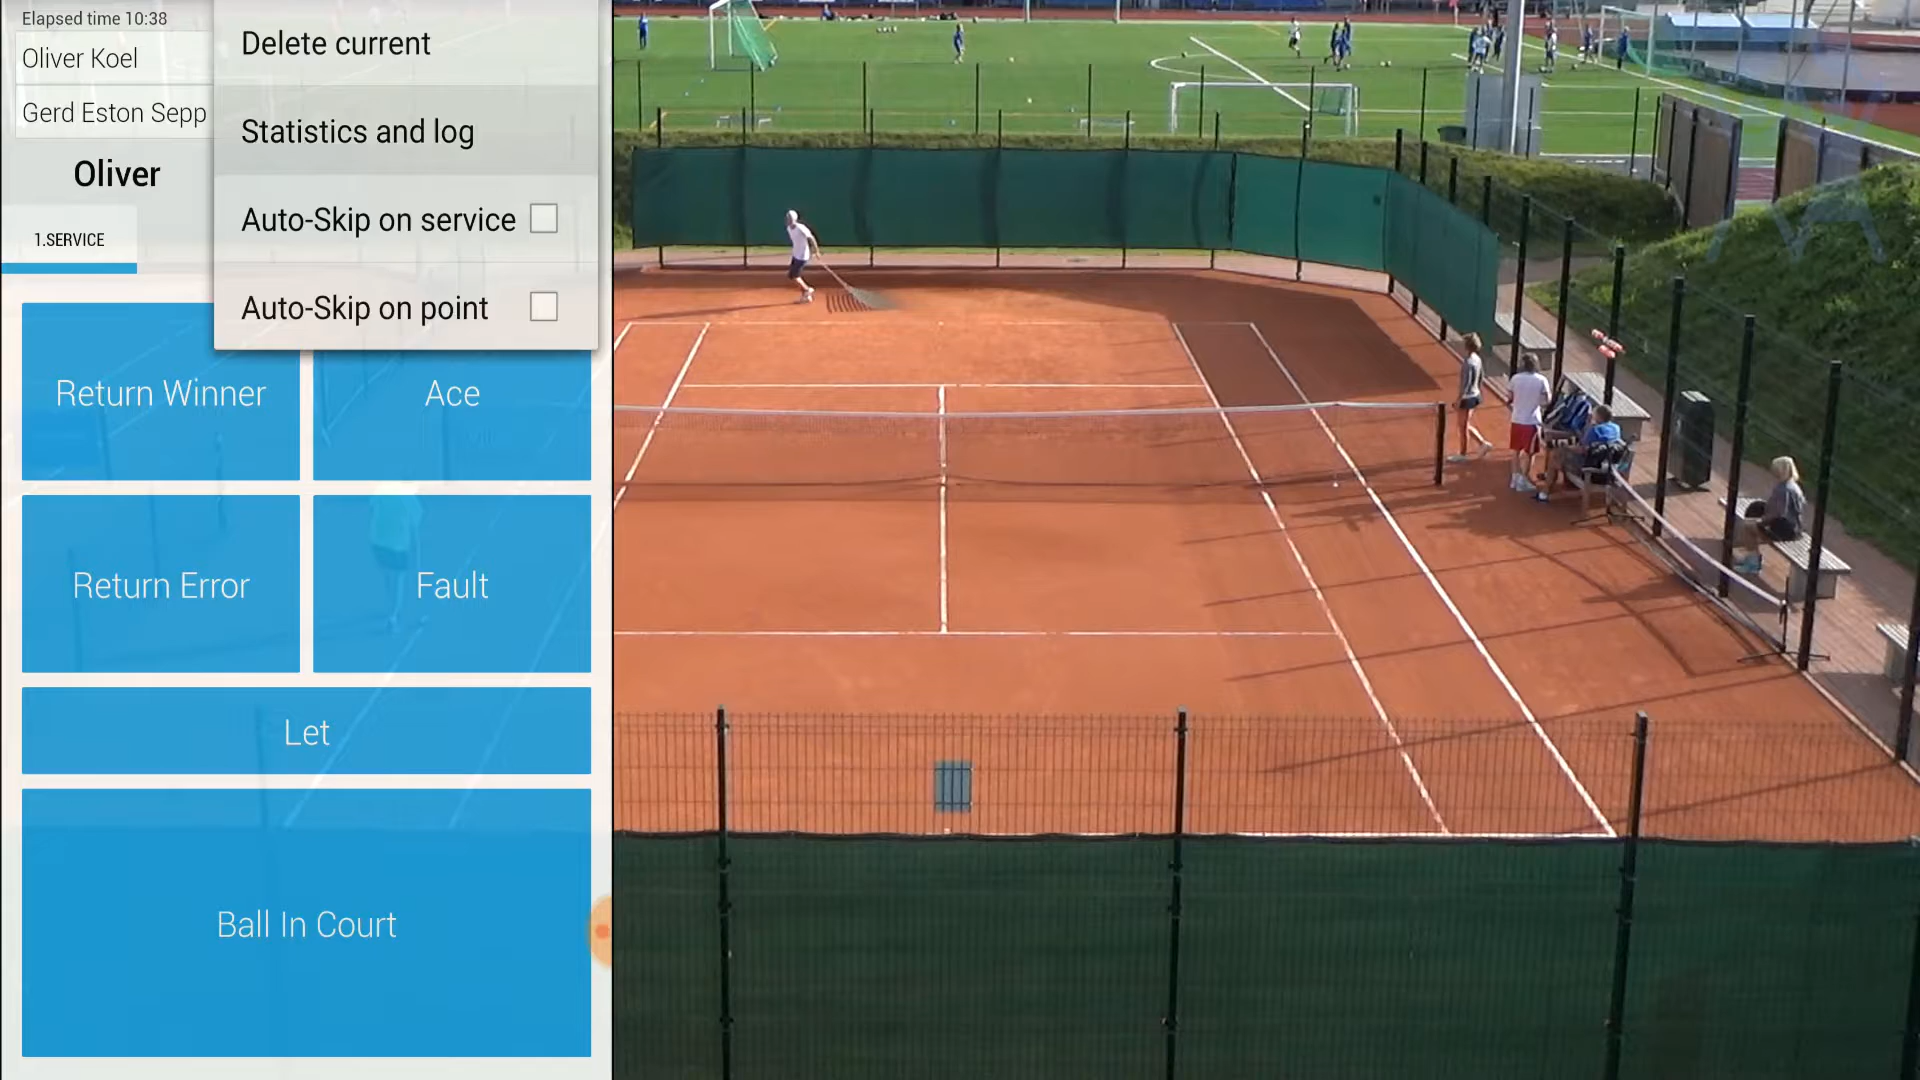 Elapsed time 10:38
Oliver Koel
Gerd Eston Sepp
Oliver
1.SERVICE
Delete current
Statistics and log
Auto-Skip on service
Auto-Skip on point
Return Winner
Ace
Return Error
Fault
Let
Ball In Court